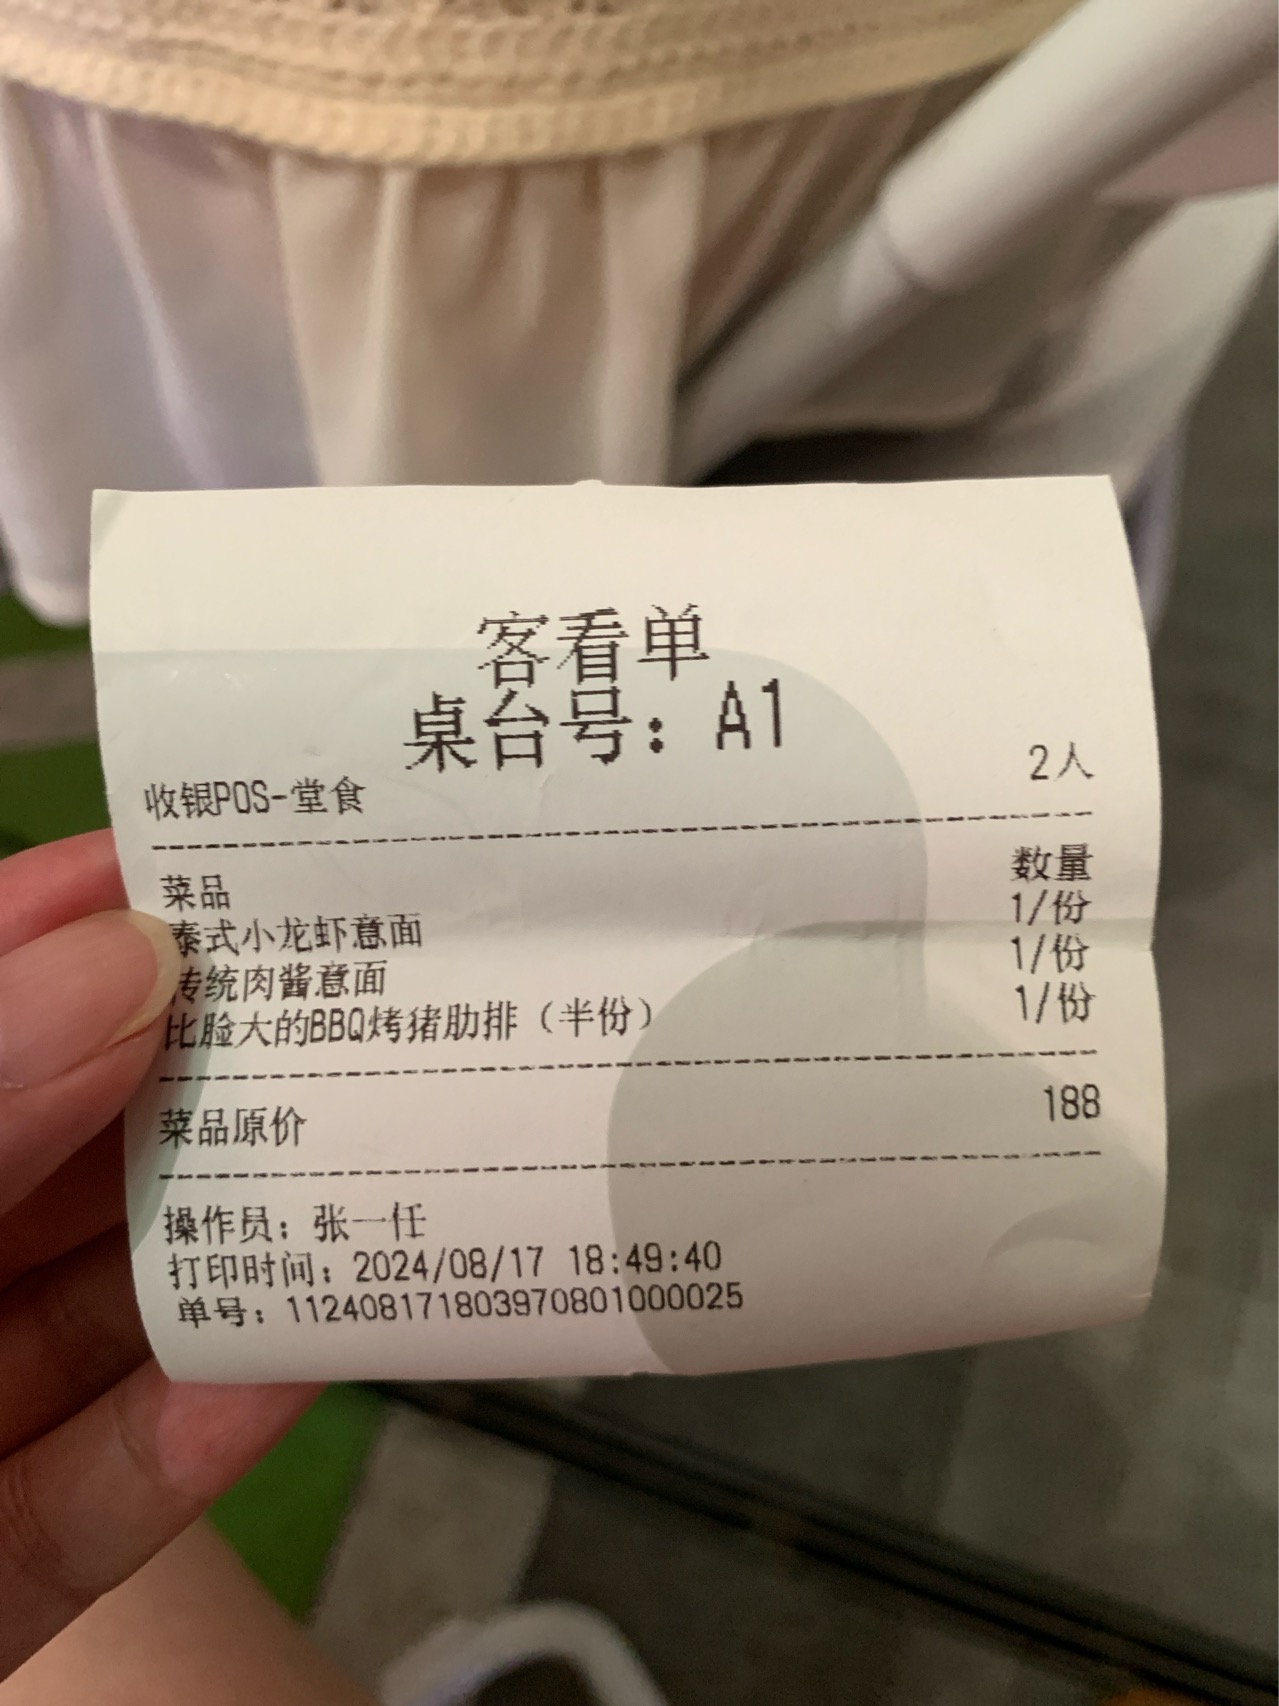 客看单
桌台号：A1
收银POS-堂食 2人
菜品 数量
泰式小龙虾意面 1/份
传统肉酱意面 1/份
比脸大的BBQ烤猪肋排（半份） 1/份
菜品原价 188
操作员：张一任
打印时间：2024/08/17 18:49:40
单号：112408171803970801000025